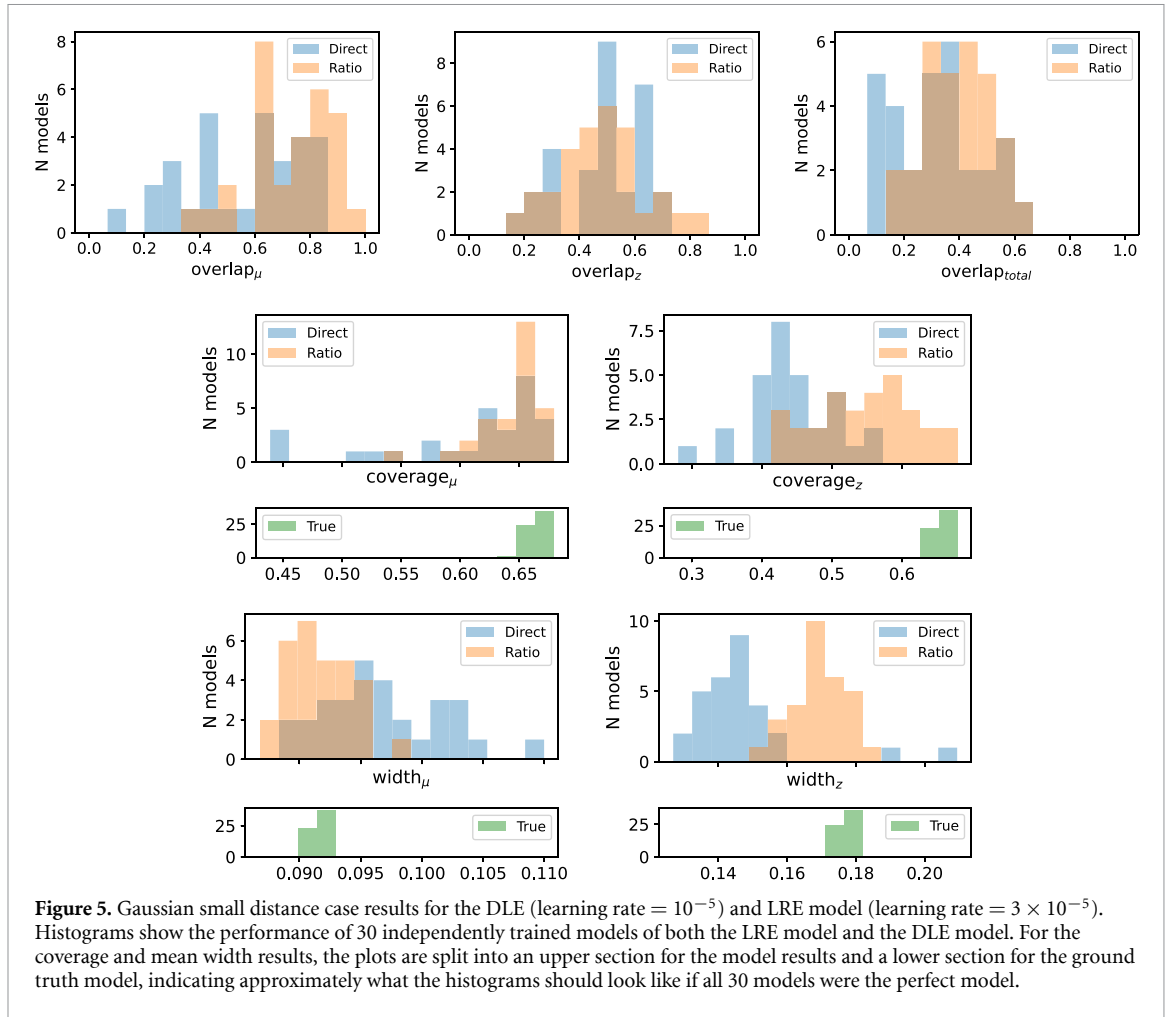 8
6
4
2
0
N models
Direct
Ratio
0.0 0.2 0.4 0.6 0.8 1.0
overlapμ
8
6
4
2
0
N models
Direct
Ratio
0.0 0.2 0.4 0.6 0.8 1.0
overlapz
6
4
2
0
N models
Direct
Ratio
0.0 0.2 0.4 0.6 0.8 1.0
overlaptotal
10
5
0
N models
Direct
Ratio
coverageμ
7.5
5.0
2.5
0.0
N models
Direct
Ratio
coveragez
25
0
True
0.45 0.50 0.55 0.60 0.65
25
0
True
0.3 0.4 0.5 0.6
6
4
2
0
N models
Direct
Ratio
widthμ
10
5
0
N models
Direct
Ratio
widthz
25
0
True
0.090 0.095 0.100 0.105 0.110
25
0
True
0.14 0.16 0.18 0.20
Figure 5. Gaussian small distance case results for the DLE (learning rate = 10⁻⁵) and LRE model (learning rate = 3 × 10⁻⁵).
Histograms show the performance of 30 independently trained models of both the LRE model and the DLE model. For the
coverage and mean width results, the plots are split into an upper section for the model results and a lower section for the ground
truth model, indicating approximately what the histograms should look like if all 30 models were the perfect model.